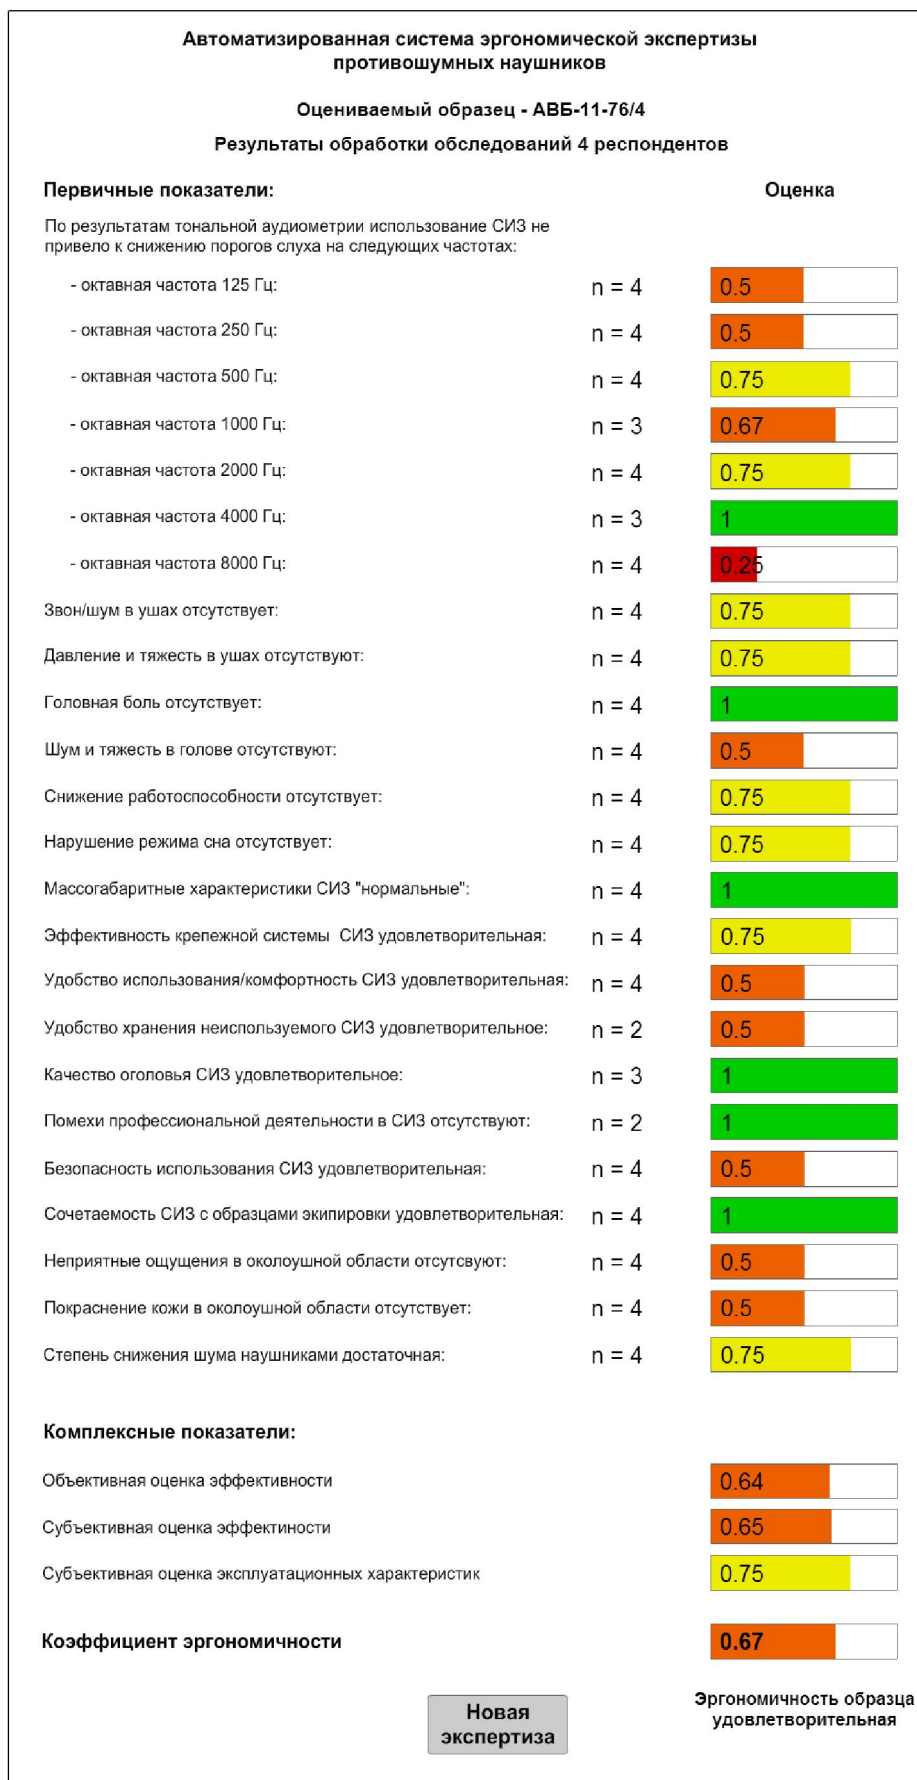 Автоматизированная система эргономической экспертизы
противошумных наушников
Оцениваемый образец - АВБ-11-76/4
Результаты обработки обследований 4 респондентов
Первичные показатели: Оценка
По результатам тональной аудиометрии использование СИЗ не
привело к снижению порогов слуха на следующих частотах:
- октавная частота 125 Гц: n = 4 0.5
- октавная частота 250 Гц: n = 4 0.5
- октавная частота 500 Гц: n = 4 0.75
- октавная частота 1000 Гц: n = 3 0.67
- октавная частота 2000 Гц: n = 4 0.75
- октавная частота 4000 Гц: n = 3 1
- октавная частота 8000 Гц: n = 4 0.25
Звон/шум в ушах отсутствует: n = 4 0.75
Давление и тяжесть в ушах отсутствуют: n = 4 0.75
Головная боль отсутствует: n = 4 1
Шум и тяжесть в голове отсутствуют: n = 4 0.5
Снижение работоспособности отсутствует: n = 4 0.75
Нарушение режима сна отсутствует: n = 4 0.75
Массогабаритные характеристики СИЗ "нормальные": n = 4 1
Эффективность крепежной системы СИЗ удовлетворительная: n = 4 0.75
Удобство использования/комфортность СИЗ удовлетворительная: n = 4 0.5
Удобство хранения неиспользуемого СИЗ удовлетворительное: n = 2 0.5
Качество оголовья СИЗ удовлетворительное: n = 3 1
Помехи профессиональной деятельности в СИЗ отсутствуют: n = 2 1
Безопасность использования СИЗ удовлетворительная: n = 4 0.5
Сочетаемость СИЗ с образцами экипировки удовлетворительная: n = 4 1
Неприятные ощущения в околоушной области отсутсвуют: n = 4 0.5
Покраснение кожи в околоушной области отсутствует: n = 4 0.5
Степень снижения шума наушниками достаточная: n = 4 0.75
Комплексные показатели:
Объективная оценка эффективности 0.64
Субъективная оценка эффектиности 0.65
Субъективная оценка эксплуатационных характеристик 0.75
Коэффициент эргономичности 0.67
Новая
экспертиза
Эргономичность образца
удовлетворительная